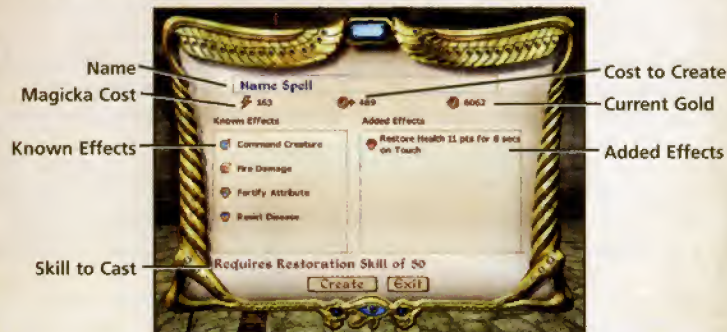 Name
Name Spell
Cost to Create
Magicka Cost
163
489
6062
Current Gold
Known Effects
Added Effects
Known Effects
Command Creature
Restore Health 11 pts for 6 secs
on Touch
Added Effects
Fire Damage
Fortify Attribute
Resist Disease
Skill to Cast
Requires Restoration Skill of 50
Create
Exit